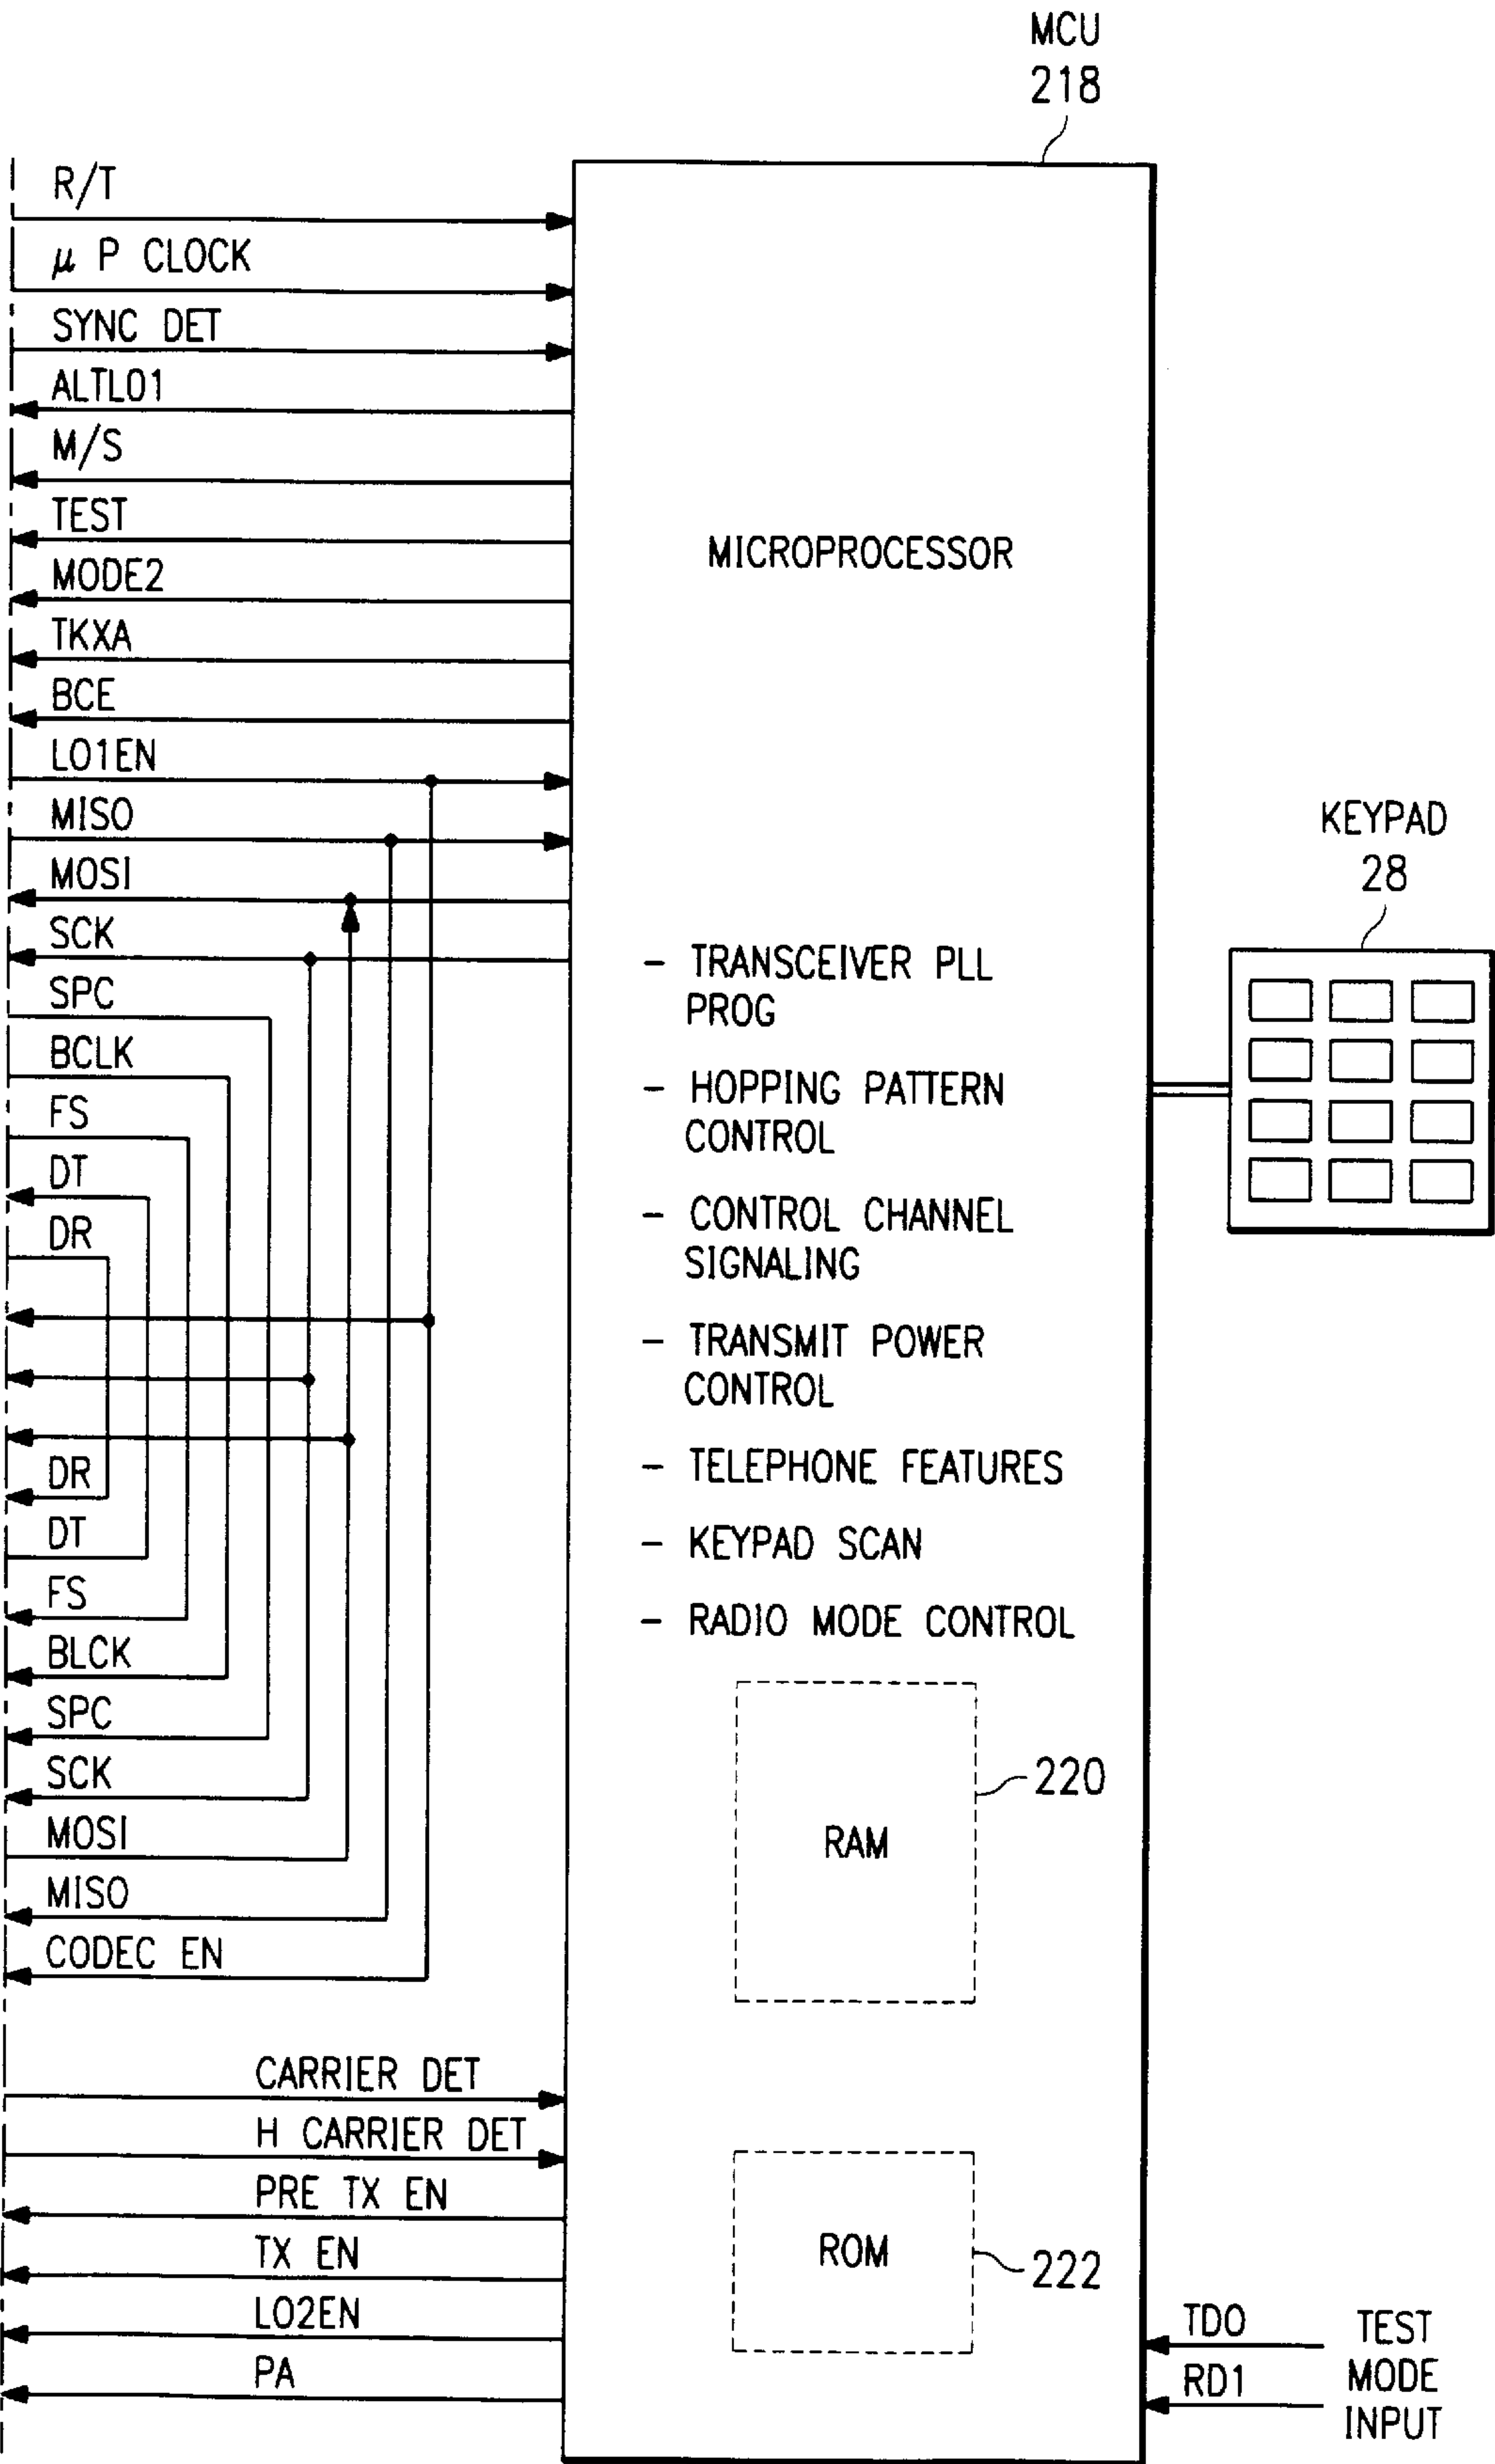 MCU
218
R/T
μ P CLOCK
SYNC DET
ALTLO1
M/S
TEST
MODE2
TKXA
BCE
LO1EN
MISO
MOSI
SCK
SPC
BCLK
FS
DT
DR
DR
DT
FS
BLCK
SPC
SCK
MOSI
MISO
CODEC EN
CARRIER DET
H CARRIER DET
PRE TX EN
TX EN
LO2EN
PA
MICROPROCESSOR
- TRANSCEIVER PLL
PROG
- HOPPING PATTERN
CONTROL
- CONTROL CHANNEL
SIGNALING
- TRANSMIT POWER
CONTROL
- TELEPHONE FEATURES
- KEYPAD SCAN
- RADIO MODE CONTROL
RAM
220
ROM
222
KEYPAD
28
TDO
RD1
TEST
MODE
INPUT